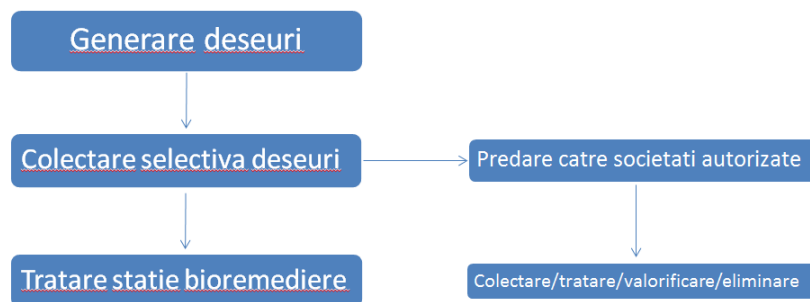 Generare deseuri
Colectare selectiva deseuri
Predare catre societati autorizate
Tratare statie bioremediere
Colectare/tratare/valorificare/eliminare